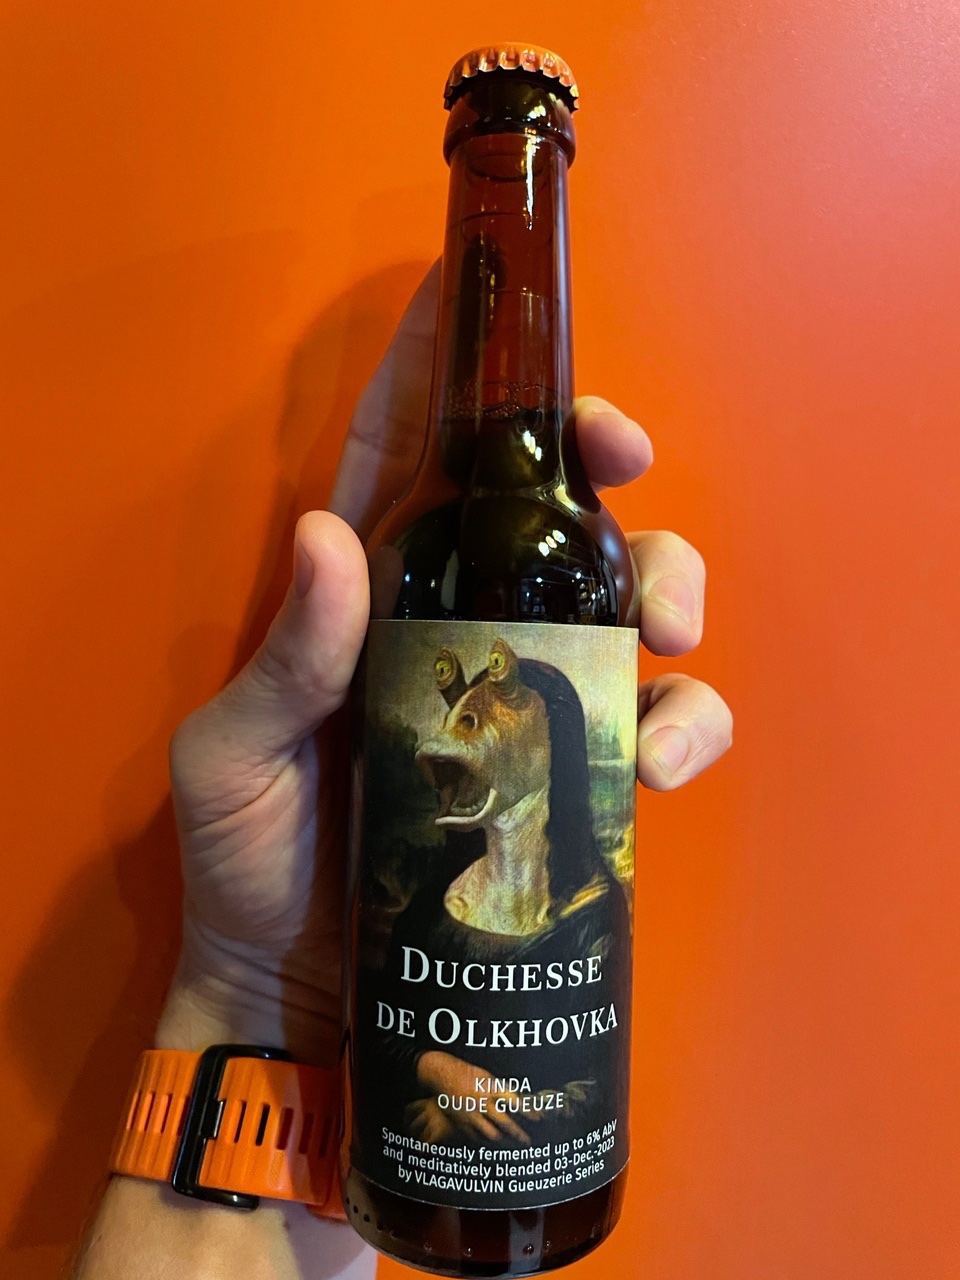 DUCHESSE
DE OLKHOVKA
KINDA
OUDE GUEUZE
Spontaneously fermented up to 6% AbV
and meditatively blended 03-Dec.-2023
by VLAGAVULVIN Gueuzerie Series